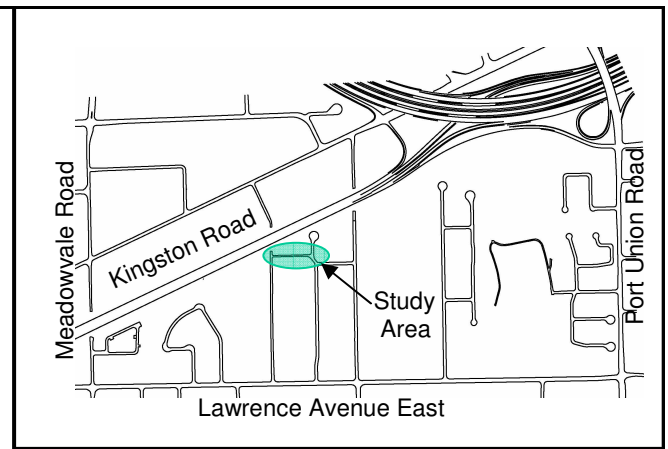 Meadowvale Road
Kingston Road
Port Union Road
Study
Area
Lawrence Avenue East